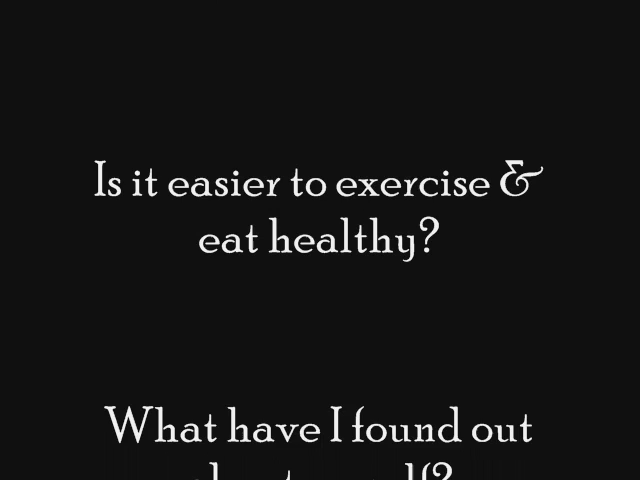 Is it easier to exercise &
eat healthy?
What have I found out